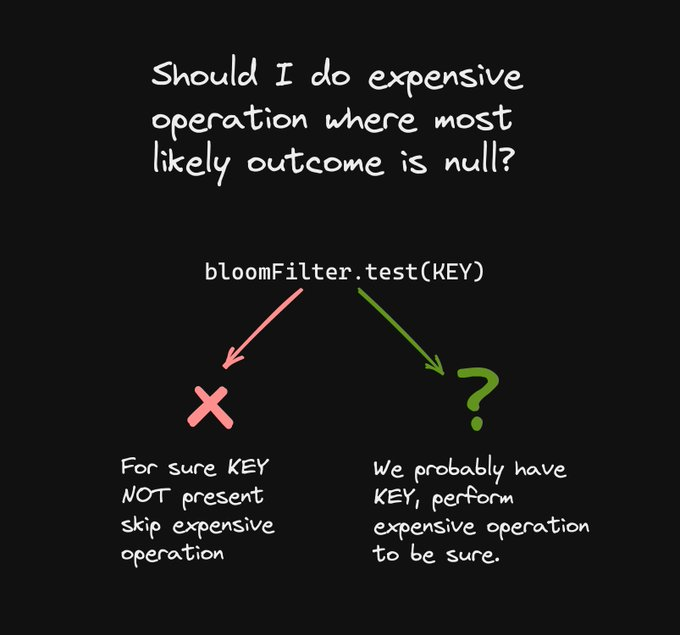 Should I do expensive
operation where most
likely outcome is null?
bloomFilter.test(KEY)
?
For sure KEY
NOT present
skip expensive
operation
We probably have
KEY, perform
expensive operation
to be sure.